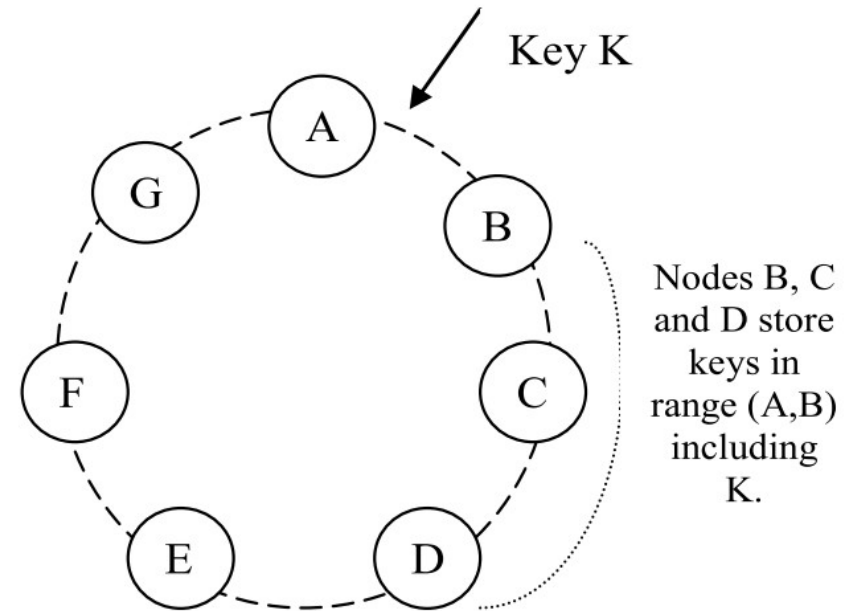 Key K
A
G
B
Nodes B, C
and D store
keys in
range (A,B)
including
K.
F
C
E
D